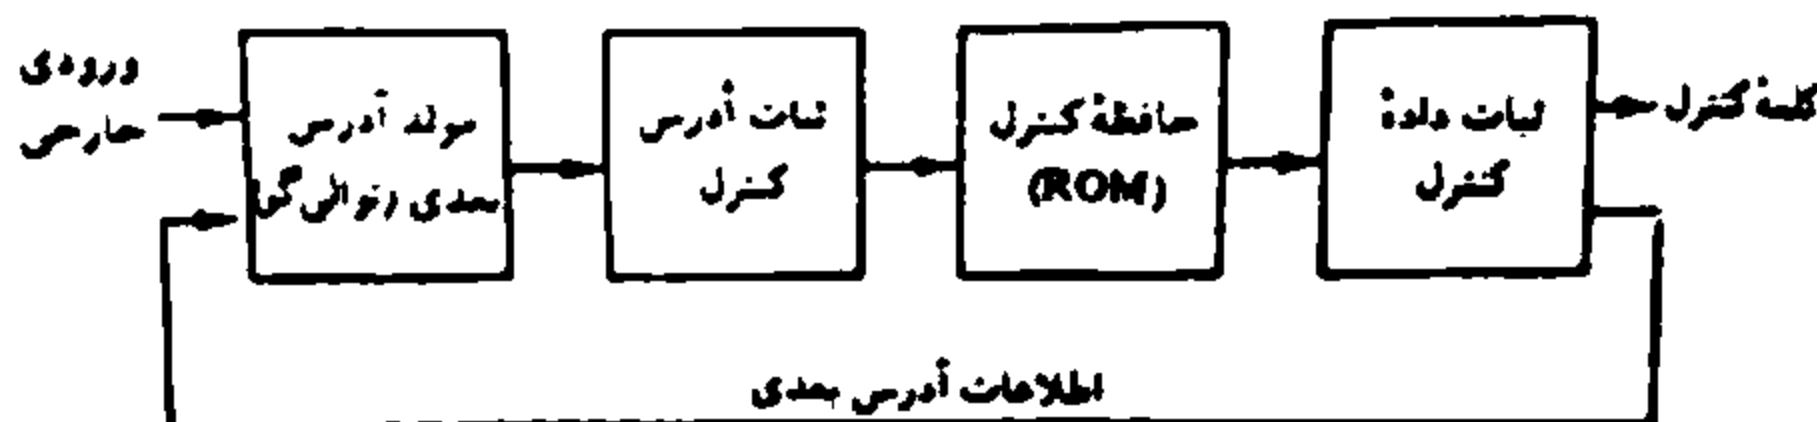 ورودی
خارجی
مولد آدرس
بعدی (توالی‌گر)
ثبات آدرس
کنترل
حافظهٔ کنترل
(ROM)
ثبات دادهٔ
کنترل
کلمهٔ کنترل
اطلاعات آدرس بعدی